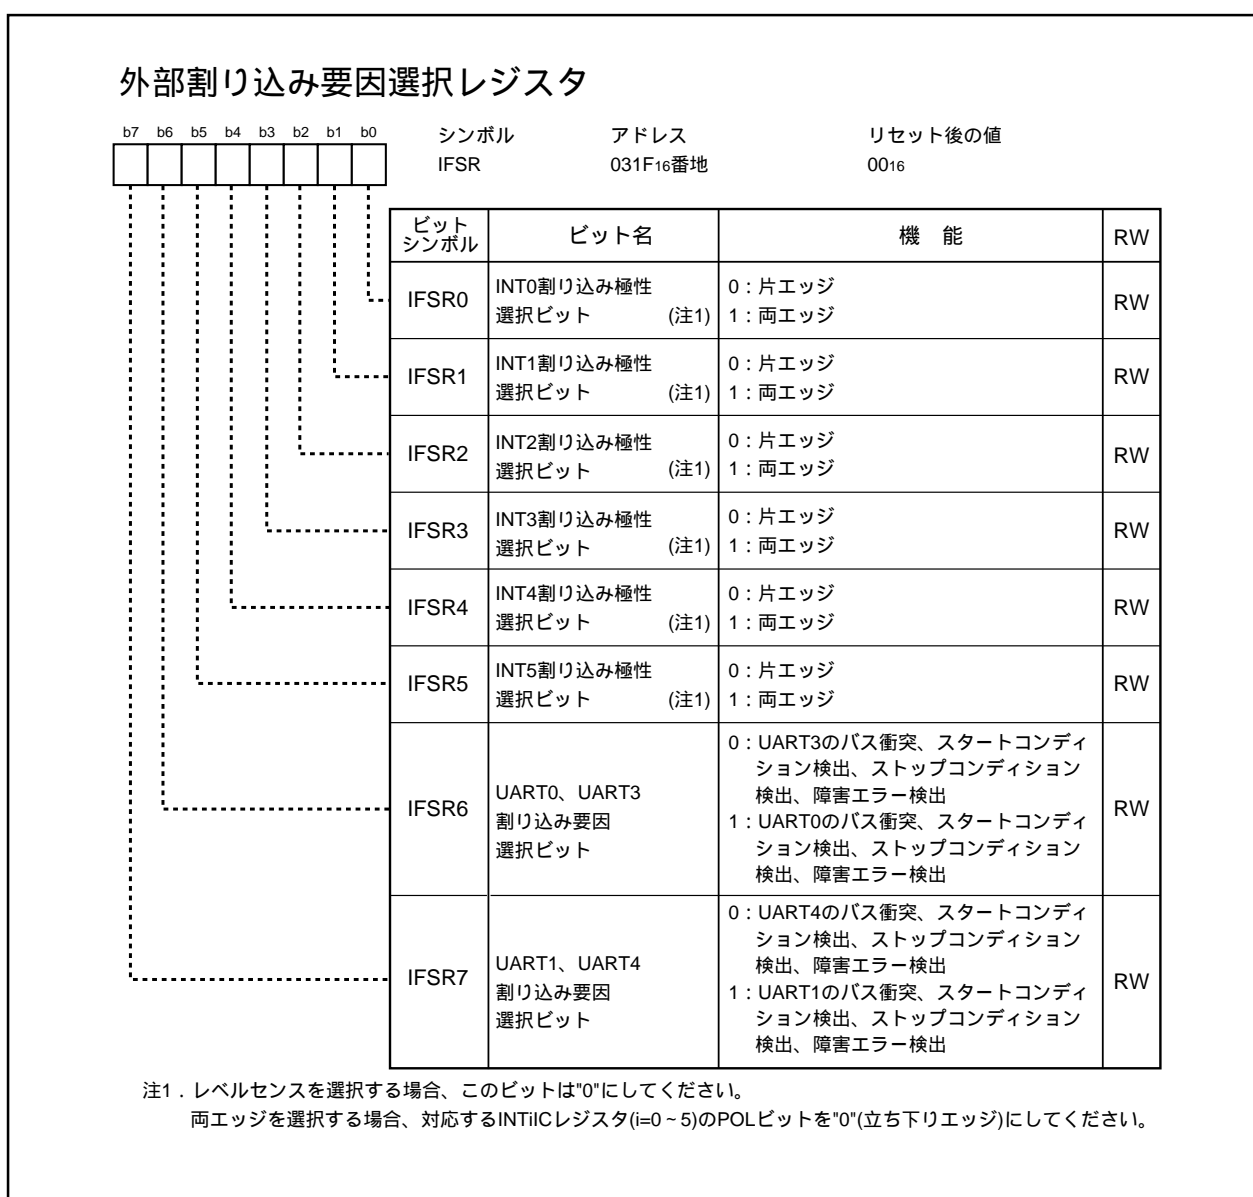 外部割り込み要因選択レジスタ
b7 b6 b5 b4 b3 b2 b1 b0
シンボル アドレス リセット後の値
IFSR 031F16番地 0016
ビット
シンボル
ビット名 機 能 RW
IFSR0
INT0割り込み極性
選択ビット (注1)
0:片エッジ
1:両エッジ
RW
IFSR1
INT1割り込み極性
選択ビット (注1)
0:片エッジ
1:両エッジ
RW
IFSR2
INT2割り込み極性
選択ビット (注1)
0:片エッジ
1:両エッジ
RW
IFSR3
INT3割り込み極性
選択ビット (注1)
0:片エッジ
1:両エッジ
RW
IFSR4
INT4割り込み極性
選択ビット (注1)
0:片エッジ
1:両エッジ
RW
IFSR5
INT5割り込み極性
選択ビット (注1)
0:片エッジ
1:両エッジ
RW
IFSR6
UART0、UART3
割り込み要因
選択ビット
0:UART3のバス衝突、スタートコンディ
ション検出、ストップコンディション
検出、障害エラー検出
1:UART0のバス衝突、スタートコンディ
ション検出、ストップコンディション
検出、障害エラー検出
RW
IFSR7
UART1、UART4
割り込み要因
選択ビット
0:UART4のバス衝突、スタートコンディ
ション検出、ストップコンディション
検出、障害エラー検出
1:UART1のバス衝突、スタートコンディ
ション検出、ストップコンディション
検出、障害エラー検出
RW
注1.レベルセンスを選択する場合、このビットは"0"にしてください。
両エッジを選択する場合、対応するINTiICレジスタ(i=0~5)のPOLビットを"0"(立ち下りエッジ)にしてください。